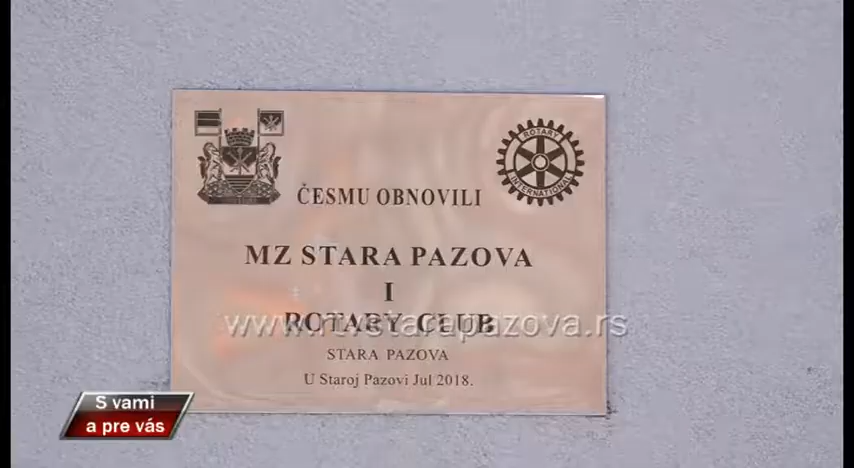 ROTARY
INTERNATIONAL
ČESMU OBNOVILI
MZ STARA PAZOVA
I
ROTARY CLUB
www.rtvstarapazova.rs
STARA PAZOVA
U Staroj Pazovi Jul 2018.
S vami
a pre vás